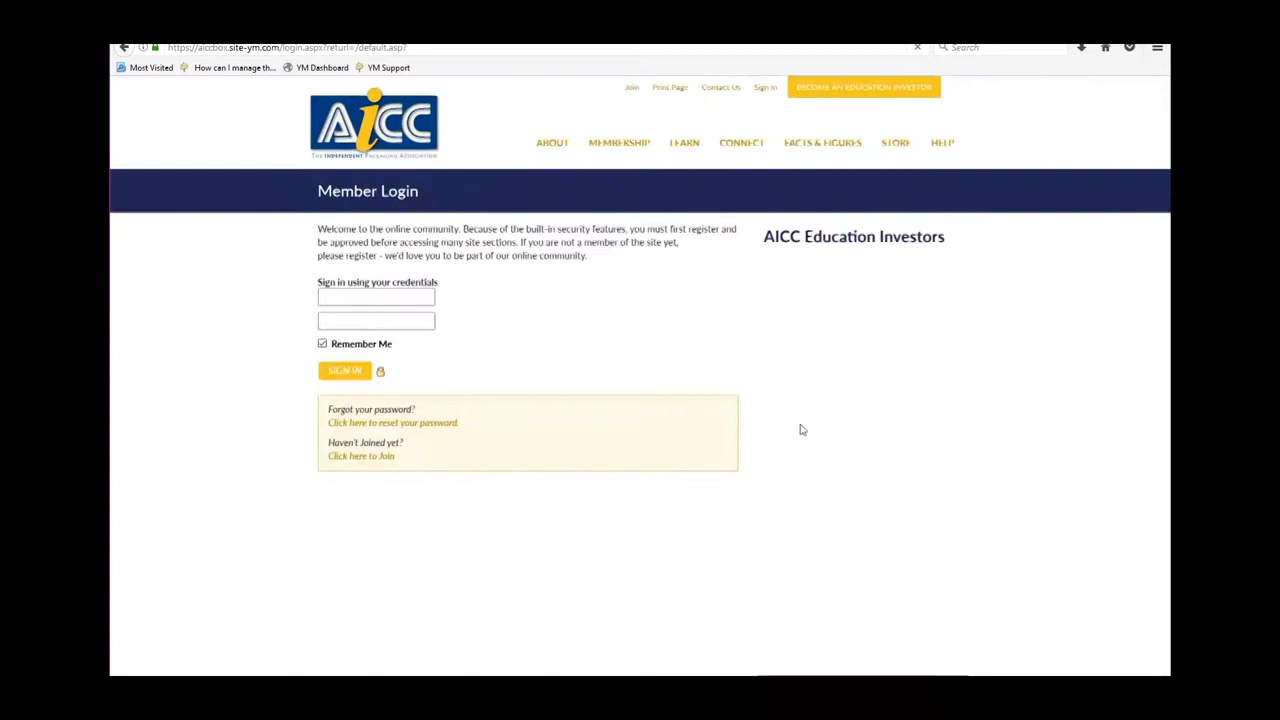 https://aiccbox.site-ym.com/login.aspx?returl=/default.asp?
Search
Most Visited
How can I manage th...
YM Dashboard
YM Support
Join
Print Page
Contact Us
Sign In
BECOME AN EDUCATION INVESTOR
AiCC
THE INDEPENDENT PACKAGING ASSOCIATION
ABOUT
MEMBERSHIP
LEARN
CONNECT
FACTS & FIGURES
STORE
HELP
Member Login
Welcome to the online community. Because of the built-in security features, you must first register and
be approved before accessing many site sections. If you are not a member of the site yet,
please register - we'd love you to be part of our online community.
AICC Education Investors
Sign in using your credentials
Remember Me
SIGN IN
Forgot your password?
Click here to reset your password.
Haven't Joined yet?
Click here to Join